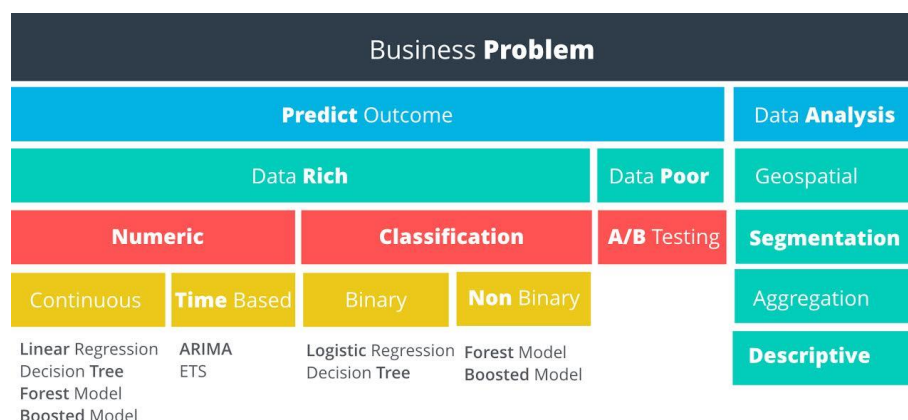 Business Problem
Predict Outcome
Data Analysis
Data Rich
Data Poor
Geospatial
Numeric
Classification
A/B Testing
Segmentation
Continuous
Time Based
Binary
Non Binary
Aggregation
Linear Regression
Decision Tree
Forest Model
Boosted Model
ARIMA
ETS
Logistic Regression
Decision Tree
Forest Model
Boosted Model
Descriptive